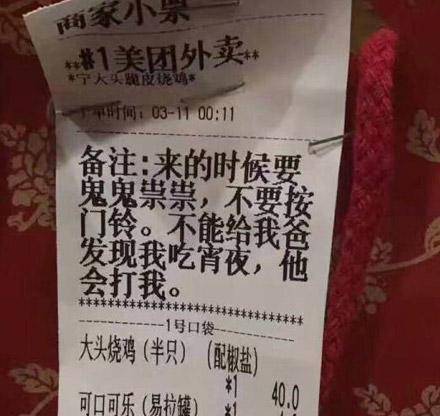 商家小票
**#1美团外卖**
*宁大头脆皮烧鸡*
下单时间: 03-11 00:11
备注:来的时候要
鬼鬼祟祟，不要按
门铃。不能给我爸
发现我吃宵夜，他
会打我。
********************************
1号口袋
大头烧鸡（半只）（配椒盐）
*1 40.0
可口可乐（易拉罐）
*1